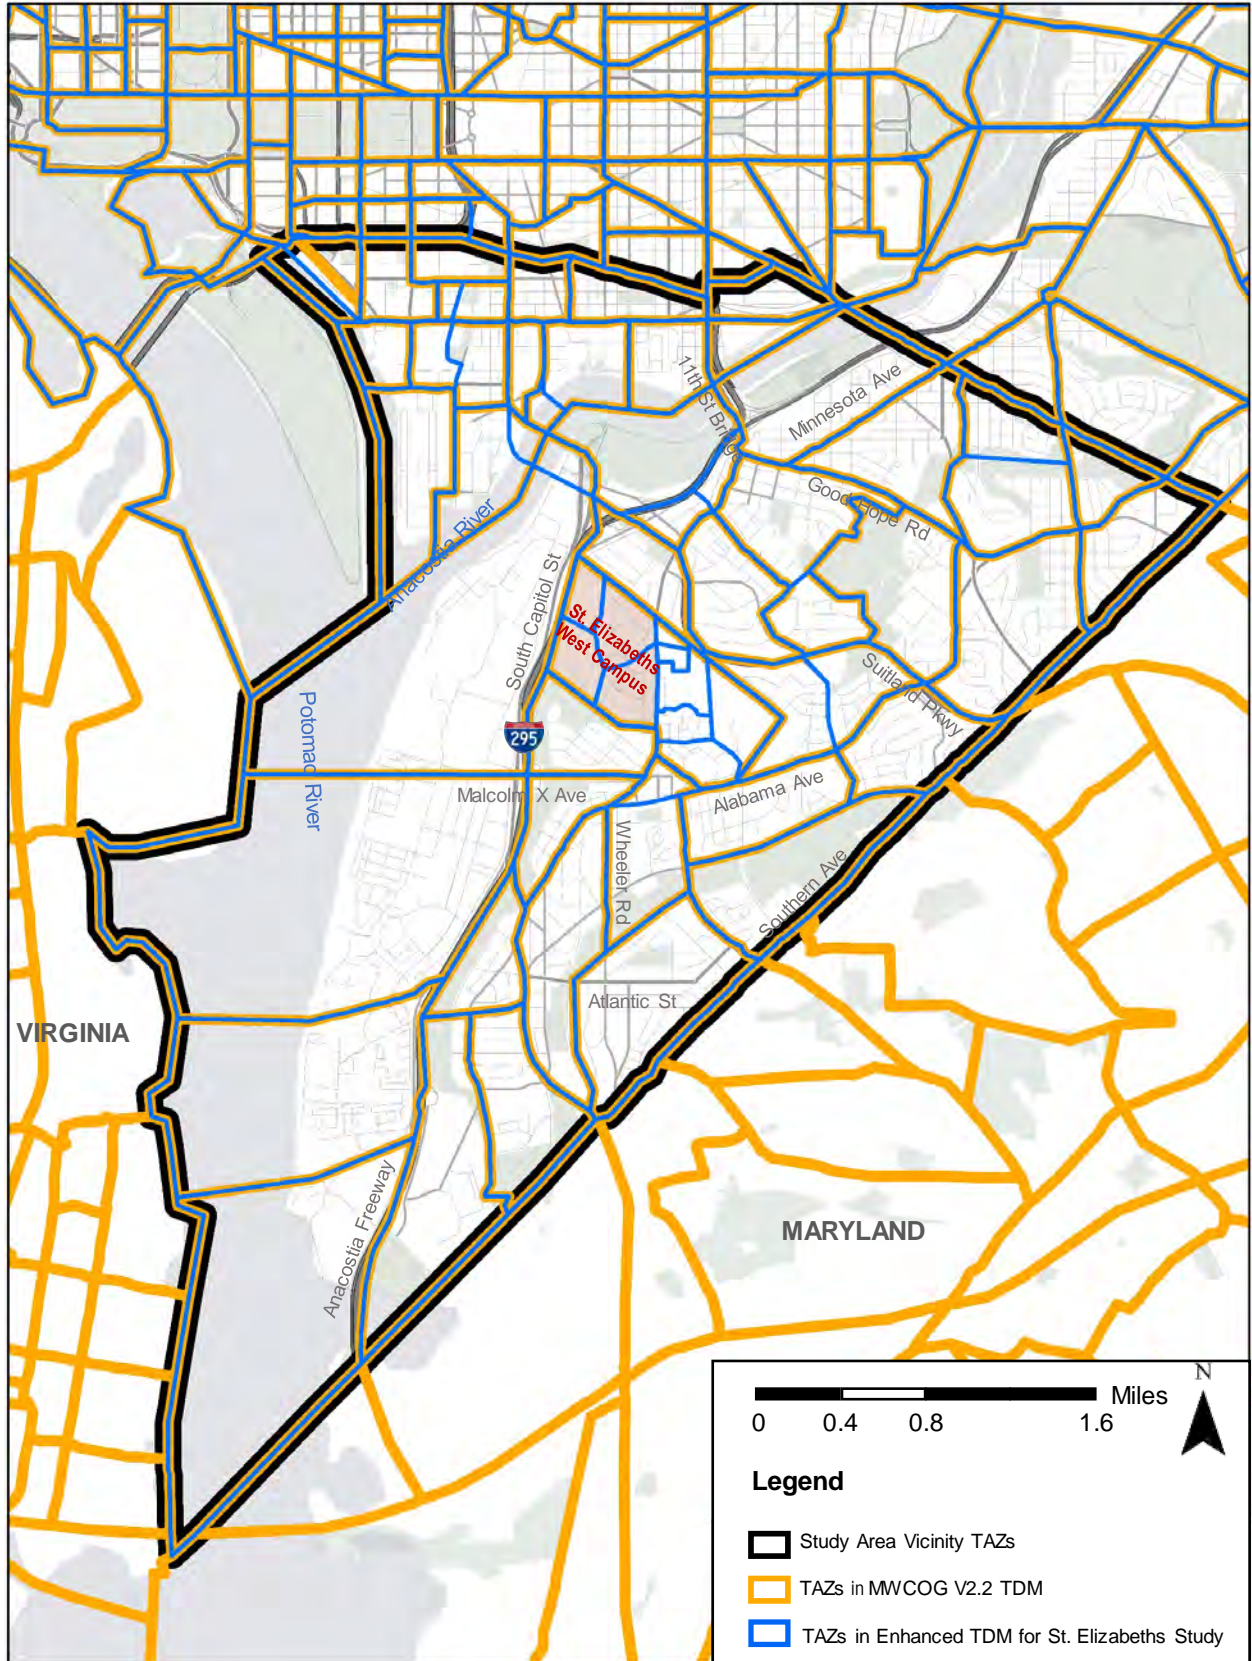 11th St Bridge
Minnesota Ave
Good Hope Rd
Anacostia River
South Capitol St
St. Elizabeths
West Campus
Suitland Pkwy
295
Potomac River
Malcolm X Ave
Alabama Ave
Wheeler Rd
Southern Ave
Atlantic St
VIRGINIA
Anacostia Freeway
MARYLAND
N
Miles
0 0.4 0.8 1.6
Legend
Study Area Vicinity TAZs
TAZs in MWCOG V2.2 TDM
TAZs in Enhanced TDM for St. Elizabeths Study